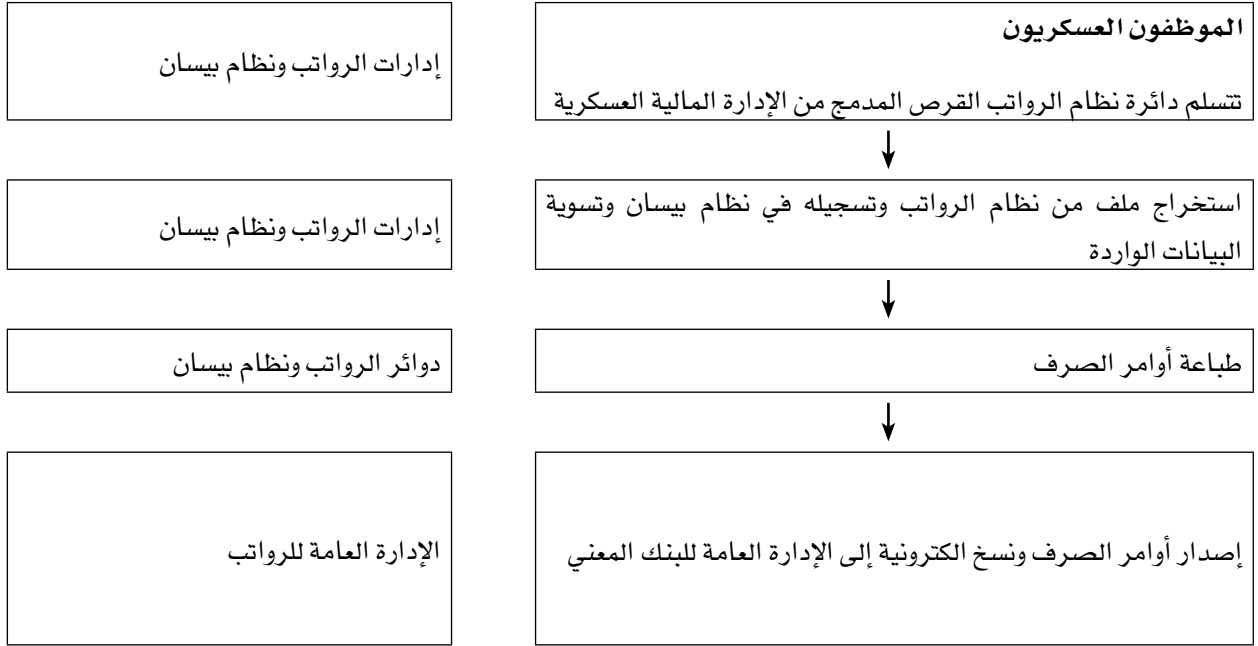 الموظفون العسكريون
تتسلم دائرة نظام الرواتب القرص المدمج من الإدارة المالية العسكرية
إدارات الرواتب ونظام بيسان
استخراج ملف من نظام الرواتب وتسجيله في نظام بيسان وتسوية
البيانات الواردة
إدارات الرواتب ونظام بيسان
طباعة أوامر الصرف
دوائر الرواتب ونظام بيسان
إصدار أوامر الصرف ونسخ الكترونية إلى الإدارة العامة للبنك المعني
الإدارة العامة للرواتب